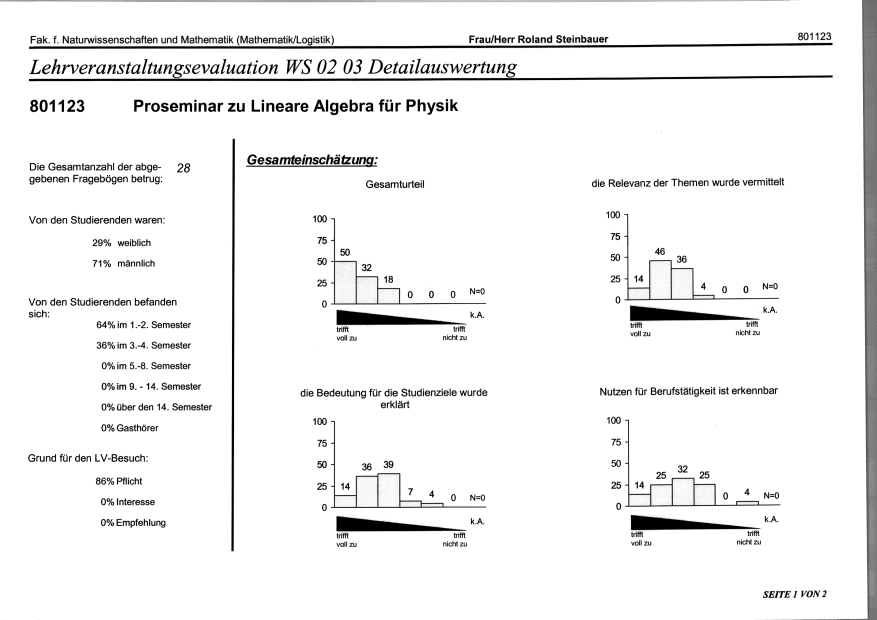 Fak. f. Naturwissenschaften und Mathematik (Mathematik/Logistik) Frau/Herr Roland Steinbauer 801123
Lehrveranstaltungsevaluation WS 02 03 Detailauswertung
801123 Proseminar zu Lineare Algebra für Physik
Die Gesamtanzahl der abge- 28
gebenen Fragebögen betrug:
Von den Studierenden waren:
29% weiblich
71% männlich
Von den Studierenden befanden
sich:
64% im 1.-2. Semester
36% im 3.-4. Semester
0% im 5.-8. Semester
0% im 9. - 14. Semester
0% über den 14. Semester
0% Gasthörer
Grund für den LV-Besuch:
86% Pflicht
0% Interesse
0% Empfehlung
Gesamteinschätzung:
Gesamturteil
100
75
50
25
0
50 32 18 0 0 0 N=0
k.A.
trifft trifft
voll zu nicht zu
die Relevanz der Themen wurde vermittelt
100
75
50
25
0
14 46 36 4 0 0 N=0
k.A.
trifft trifft
voll zu nicht zu
die Bedeutung für die Studienziele wurde
erklärt
100
75
50
25
0
14 36 39 7 4 0 N=0
k.A.
trifft trifft
voll zu nicht zu
Nutzen für Berufstätigkeit ist erkennbar
100
75
50
25
0
14 25 32 25 0 4 N=0
k.A.
trifft trifft
voll zu nicht zu
SEITE 1 VON 2